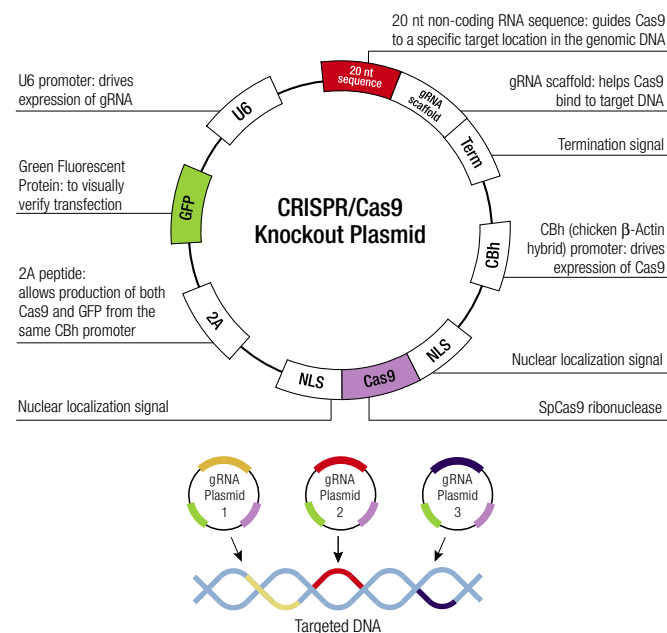 20 nt non-coding RNA sequence: guides Cas9
to a specific target location in the genomic DNA
U6 promoter: drives
expression of gRNA
gRNA scaffold: helps Cas9
bind to target DNA
Termination signal
Green Fluorescent
Protein: to visually
verify transfection
CBh (chicken β-Actin
hybrid) promoter: drives
expression of Cas9
2A peptide:
allows production of both
Cas9 and GFP from the
same CBh promoter
Nuclear localization signal
Nuclear localization signal
SpCas9 ribonuclease
CRISPR/Cas9
Knockout Plasmid
20 nt
sequence
gRNA
scaffold
Term
CBh
NLS
Cas9
NLS
2A
GFP
U6
gRNA
Plasmid
1
gRNA
Plasmid
2
gRNA
Plasmid
3
Targeted DNA